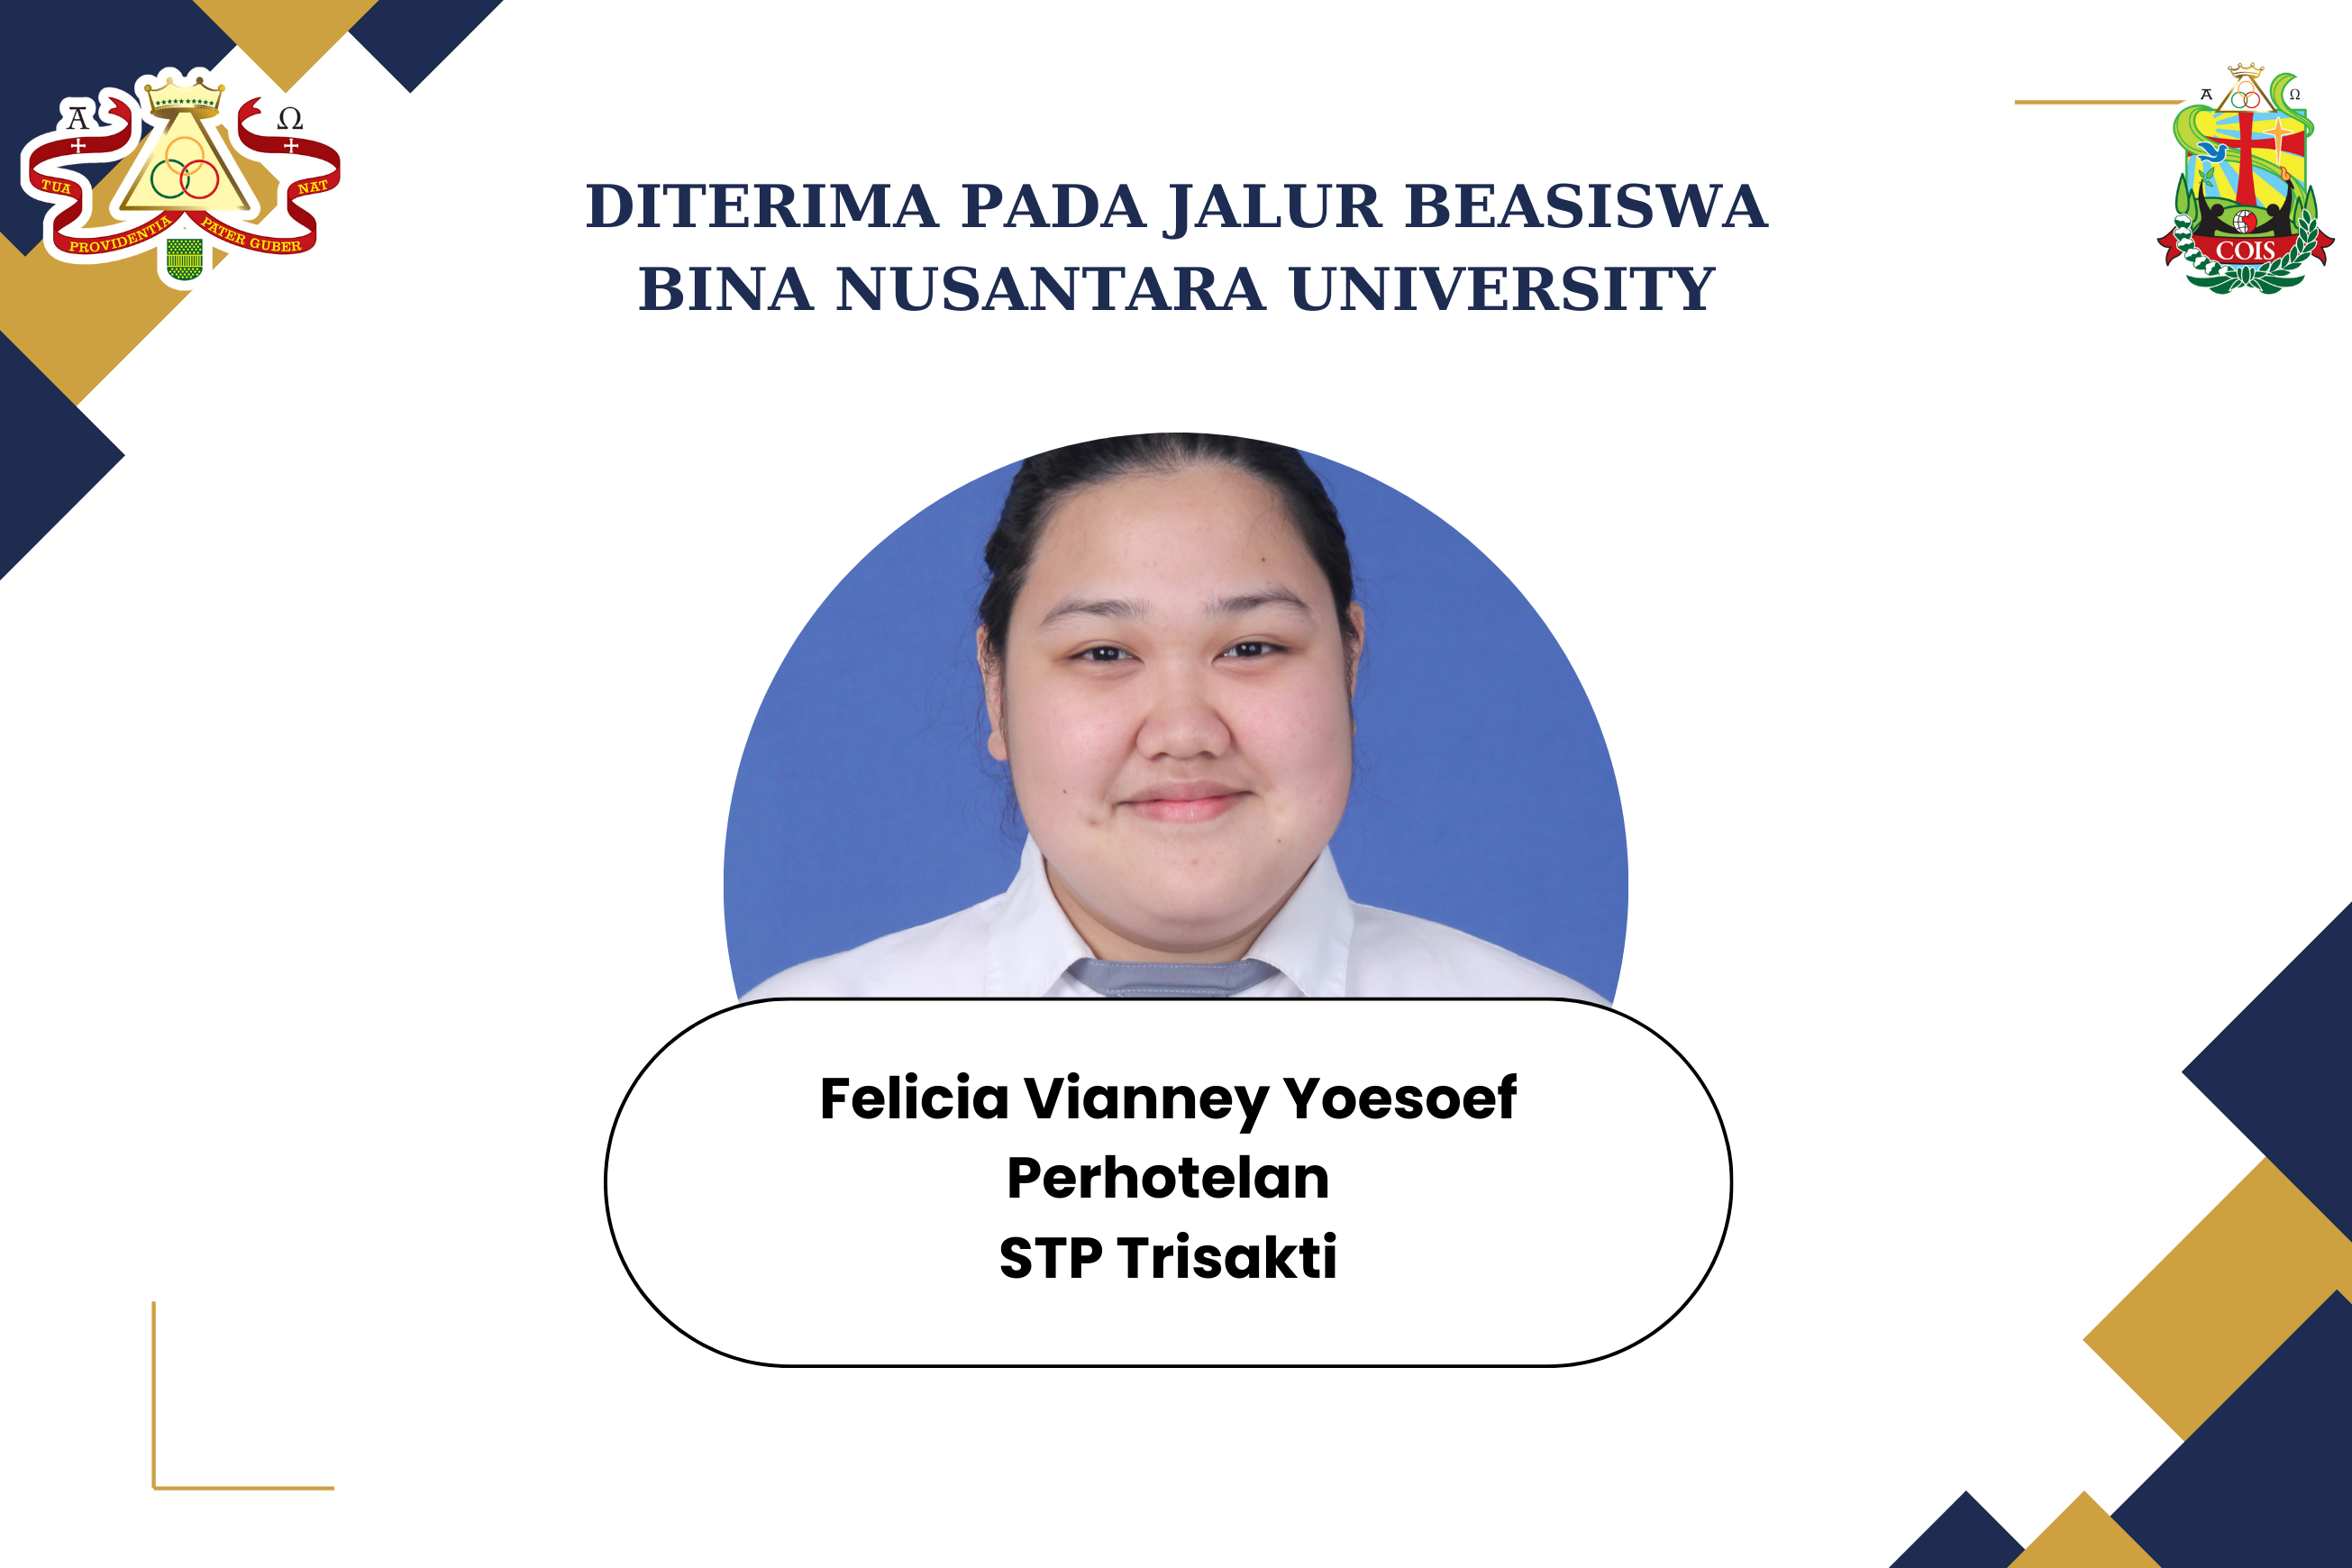 Α
Ω
TUA
PROVIDENTIA
PATER GUBER
NAT
Α
Ω
COIS
DITERIMA PADA JALUR BEASISWA
BINA NUSANTARA UNIVERSITY
Felicia Vianney Yoesoef
Perhotelan
STP Trisakti